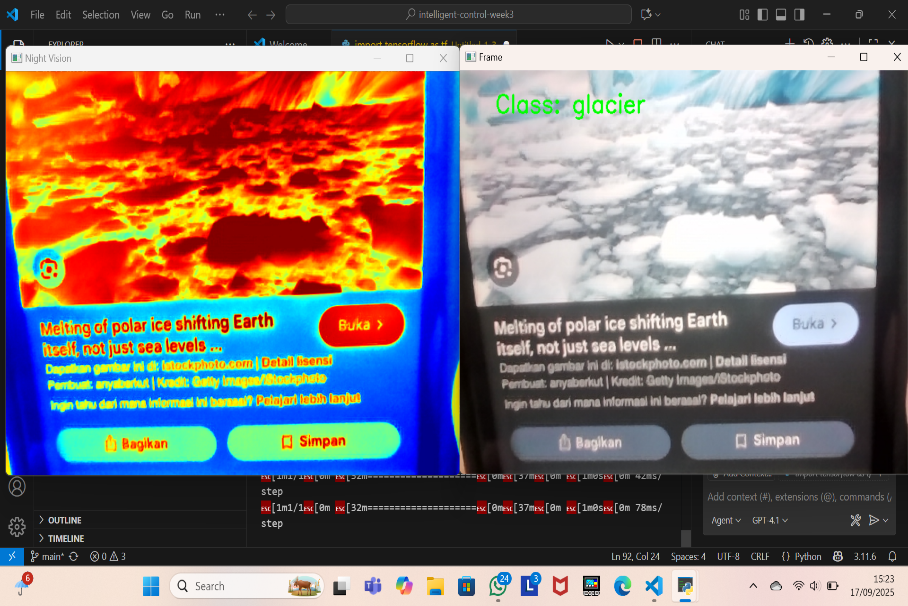 File Edit Selection View Go Run ...
intelligent-control-week3
EXPLORER
Welcome
import tensorflow as tf Untitled-1
CHAT
Night Vision
Melting of polar ice shifting Earth
itself, not just sea levels ...
Buka >
Dapatkan gambar ini di: istockphoto.com | Detail lisensi
Pembuat: anyaberkut | Kredit: Getty Images/iStockphoto
Ingin tahu dari mana informasi ini berasal? Pelajari lebih lanjut
Bagikan
Simpan
Frame
Class: glacier
Melting of polar ice shifting Earth
itself, not just sea levels ...
Buka >
Dapatkan gambar ini di: istockphoto.com | Detail lisensi
Pembuat: anyaberkut | Kredit: Getty Images/iStockphoto
Ingin tahu dari mana informasi ini berasal? Pelajari lebih lanjut
Bagikan
Simpan
ESC[1m1/1ESC[0m ESC[32m====================ESC[0mESC[37mESC[0m ESC[1m0sESC[0m 42ms/
step
ESC[1m1/1ESC[0m ESC[32m====================ESC[0mESC[37mESC[0m ESC[1m0sESC[0m 78ms/
step
OUTLINE
TIMELINE
Add context (#), extensions (@), commands (/
Agent GPT-4.1
main* 0 3 Ln 92, Col 24 Spaces: 4 UTF-8 CRLF {} Python 3.11.6
6 Search 24 3 15:23
17/09/2025